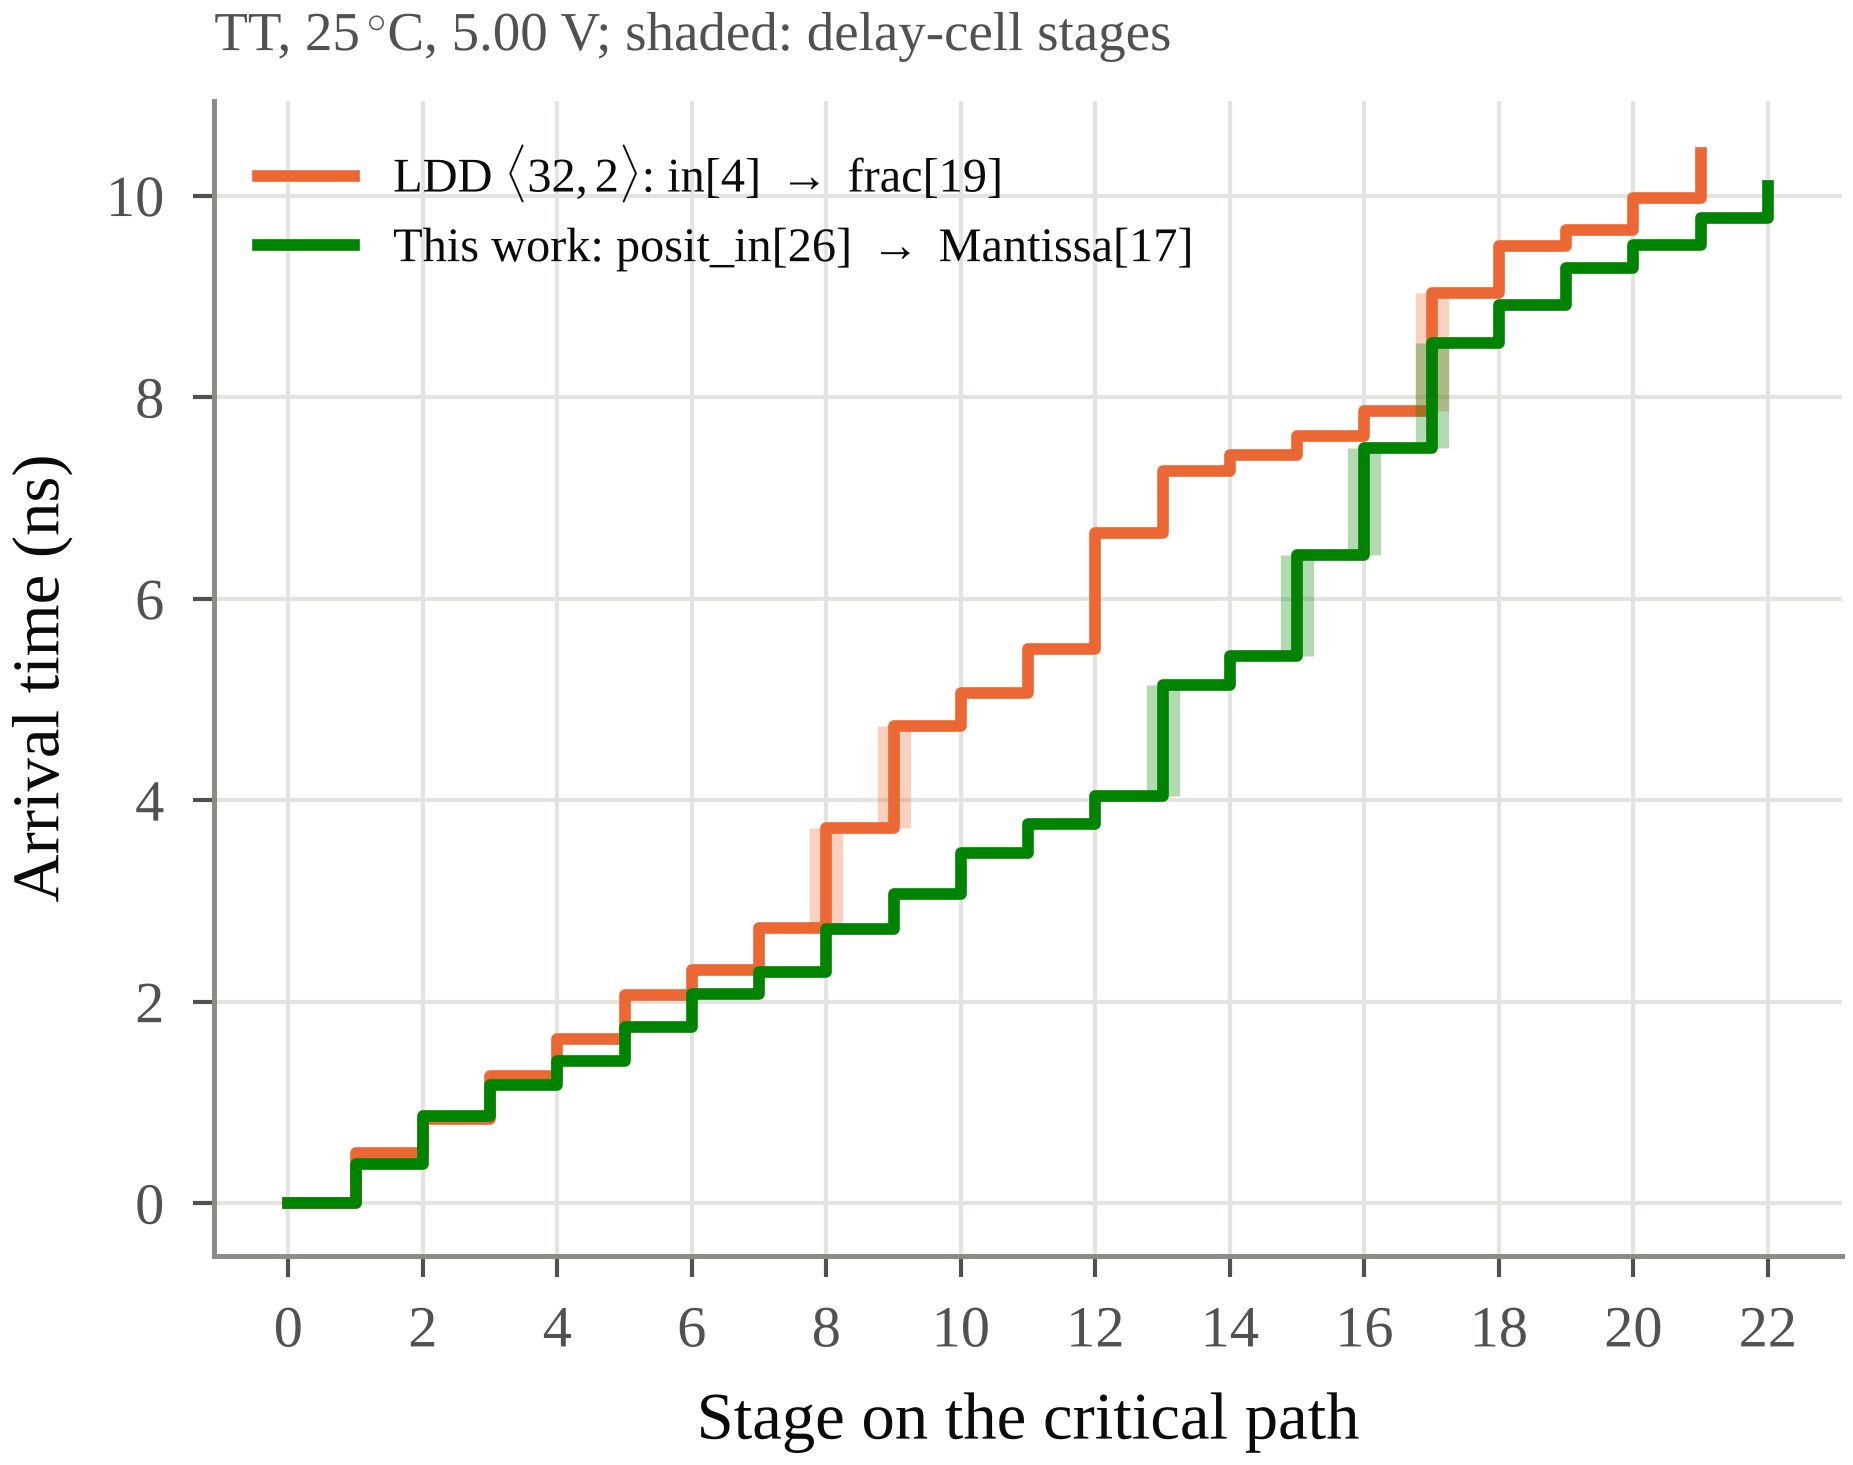 TT, 25 °C, 5.00 V; shaded: delay-cell stages
LDD ⟨32, 2⟩: in[4] → frac[19]
This work: posit_in[26] → Mantissa[17]
Arrival time (ns)
10
8
6
4
2
0
0 2 4 6 8 10 12 14 16 18 20 22
Stage on the critical path